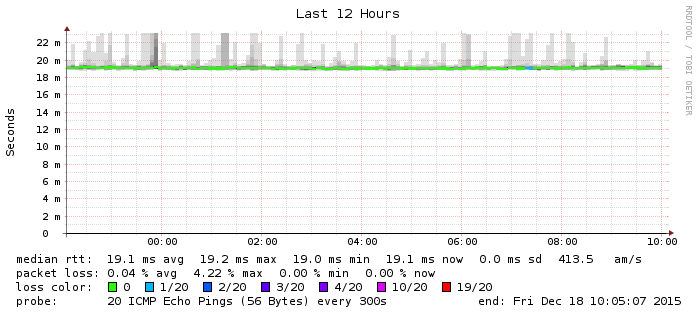 Last 12 Hours
RRDTOOL / TOBI OETIKER
Seconds
22 m
20 m
18 m
16 m
14 m
12 m
10 m
8 m
6 m
4 m
2 m
0
00:00 02:00 04:00 06:00 08:00 10:00
median rtt: 19.1 ms avg 19.2 ms max 19.0 ms min 19.1 ms now 0.0 ms sd 413.5 am/s
packet loss: 0.04 % avg 4.22 % max 0.00 % min 0.00 % now
loss color: 0 1/20 2/20 3/20 4/20 10/20 19/20
probe: 20 ICMP Echo Pings (56 Bytes) every 300s end: Fri Dec 18 10:05:07 2015